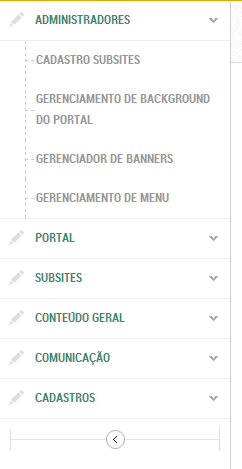 ADMINISTRADORES
CADASTRO SUBSITES
GERENCIAMENTO DE BACKGROUND
DO PORTAL
GERENCIADOR DE BANNERS
GERENCIAMENTO DE MENU
PORTAL
SUBSITES
CONTEÚDO GERAL
COMUNICAÇÃO
CADASTROS